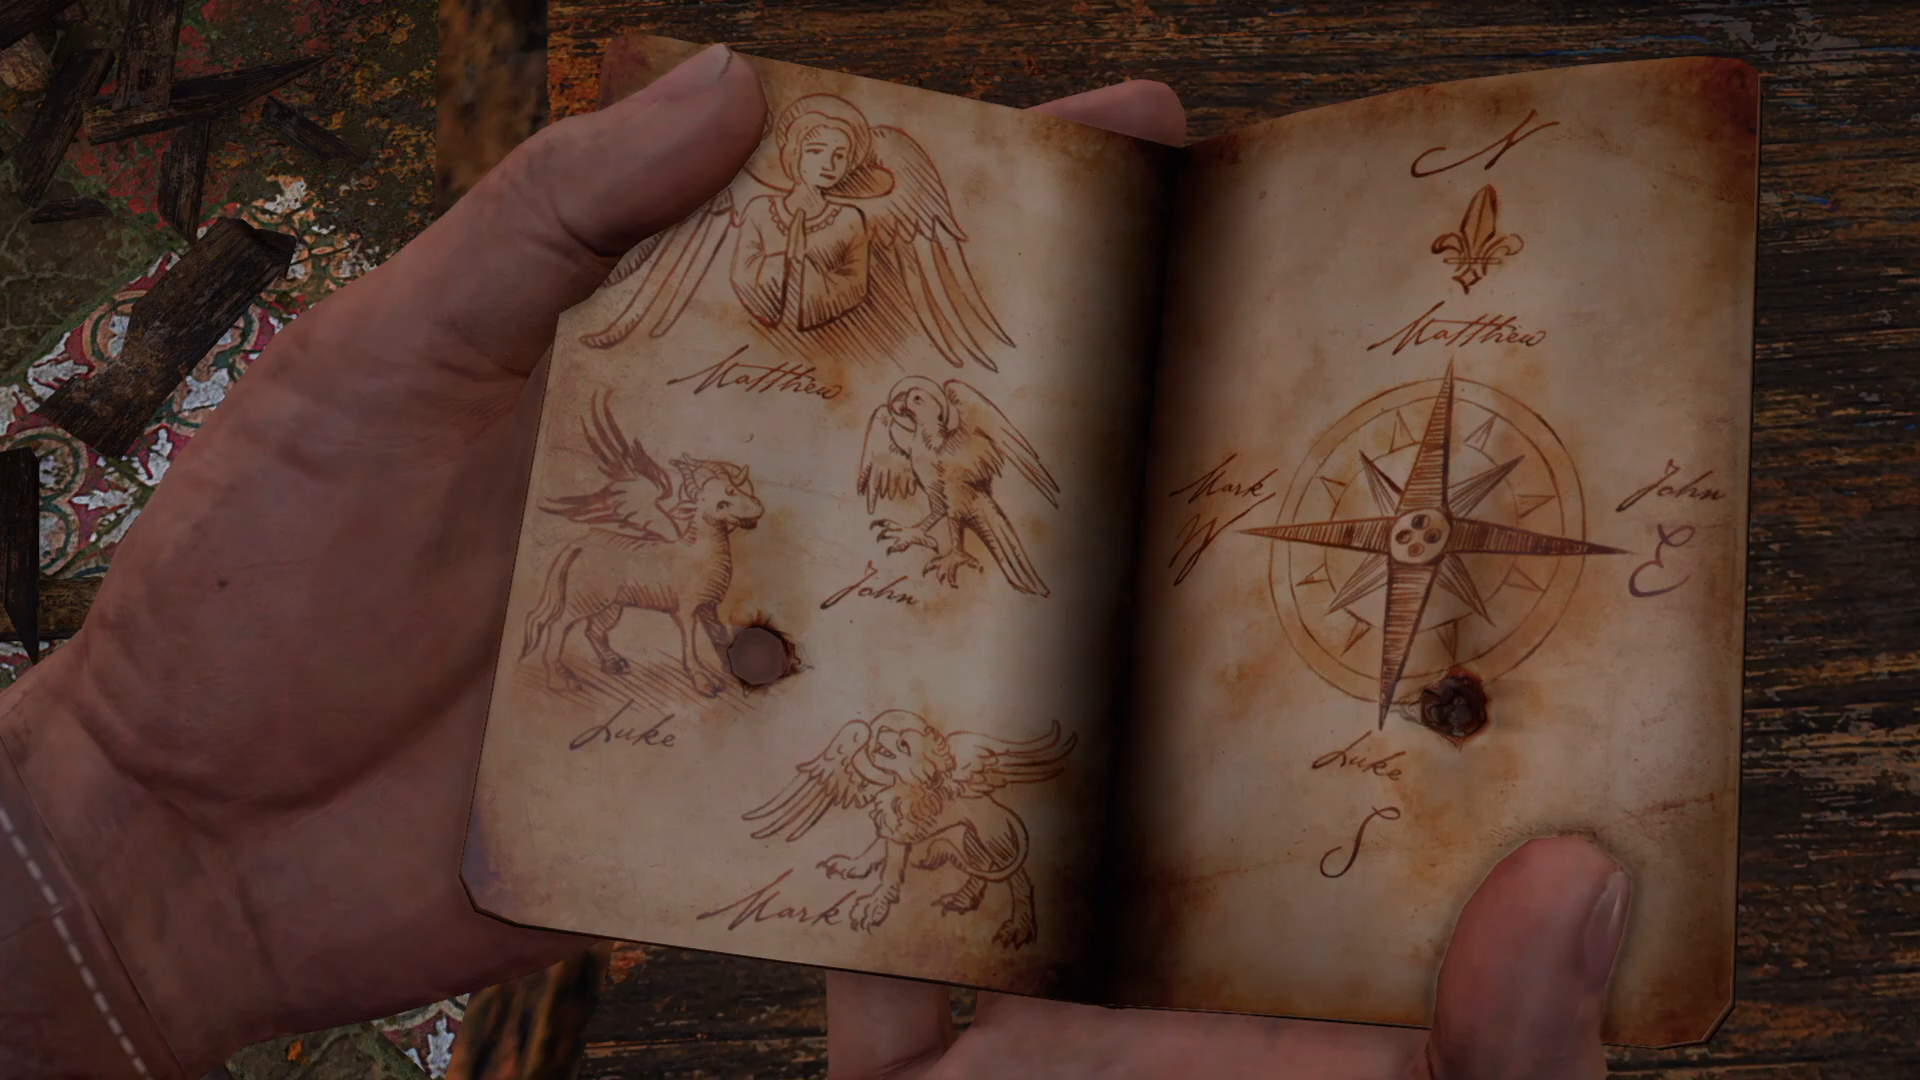 Matthew
John
Luke
Mark
N
Matthew
Mark
W
John
E
Luke
S